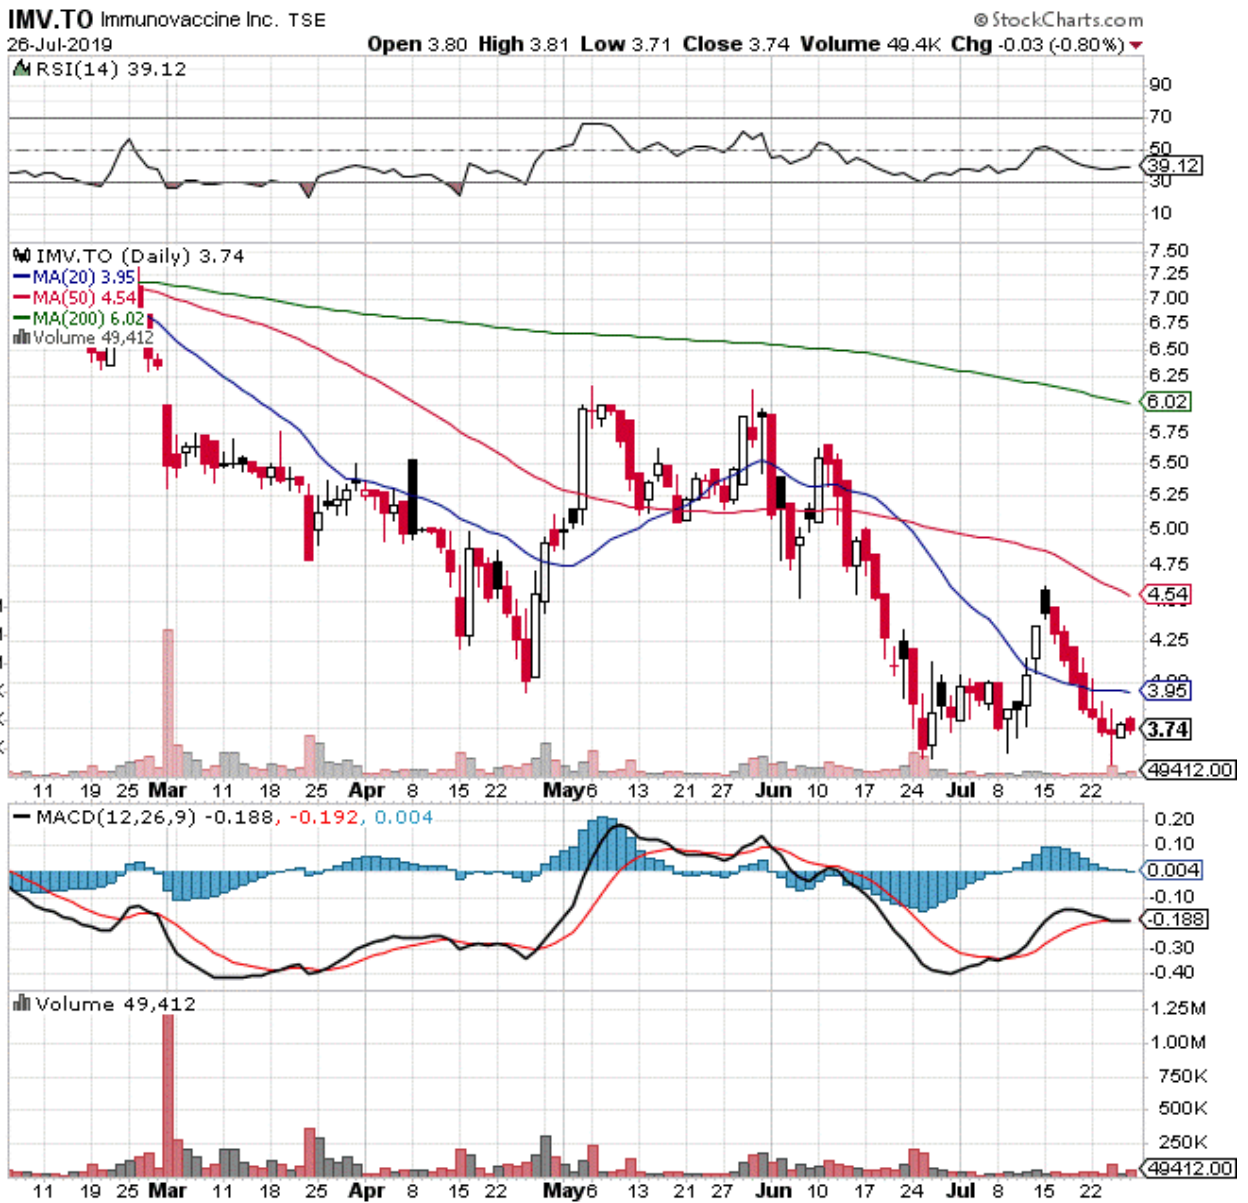 IMV.TO Immunovaccine Inc. TSE © StockCharts.com
26-Jul-2019 Open 3.80 High 3.81 Low 3.71 Close 3.74 Volume 49.4K Chg -0.03 (-0.80%)
RSI(14) 39.12
90
70
50
39.12
30
10
IMV.TO (Daily) 3.74
MA(20) 3.95
MA(50) 4.54
MA(200) 6.02
Volume 49,412
7.50
7.25
7.00
6.75
6.50
6.25
6.02
5.75
5.50
5.25
5.00
4.75
4.54
4.25
3.95
3.74
49412.00
11 19 25 Mar 11 18 25 Apr 8 15 22 May 6 13 21 27 Jun 10 17 24 Jul 8 15 22
MACD(12,26,9) -0.188, -0.192, 0.004
0.20
0.10
0.004
-0.10
-0.188
-0.30
-0.40
Volume 49,412
1.25M
1.00M
750K
500K
250K
49412.00
11 19 25 Mar 11 18 25 Apr 8 15 22 May 6 13 21 27 Jun 10 17 24 Jul 8 15 22